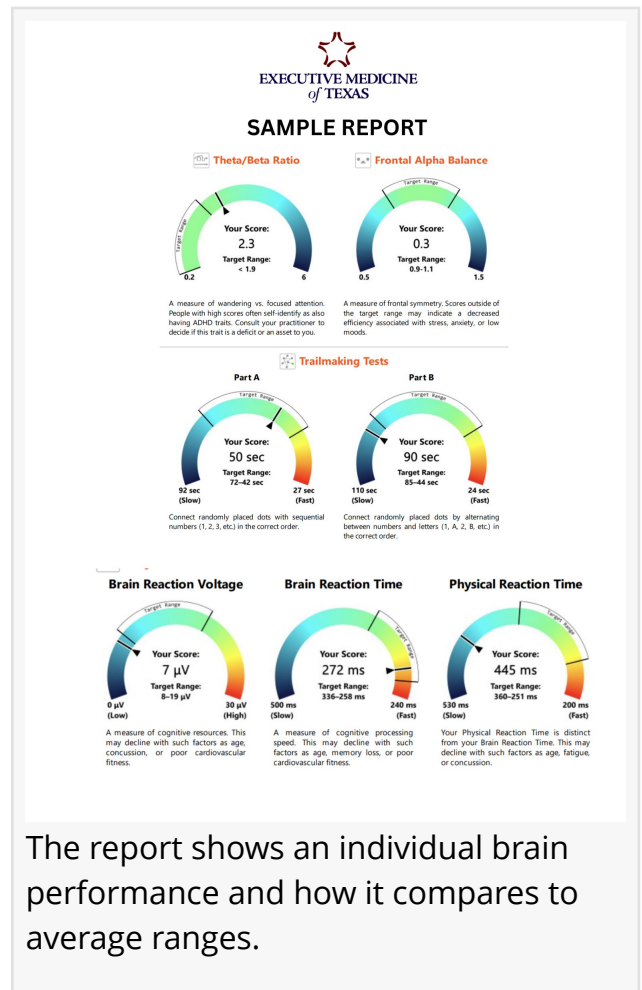 EXECUTIVE MEDICINE
of TEXAS
SAMPLE REPORT
Theta/Beta Ratio
Target Range
Your Score:
2.3
Target Range:
< 1.9
0.2
6
A measure of wandering vs. focused attention.
People with high scores often self-identify as also
having ADHD traits. Consult your practitioner to
decide if this trait is a deficit or an asset to you.
Frontal Alpha Balance
Target Range
Your Score:
0.3
Target Range:
0.9-1.1
0.5
1.5
A measure of frontal symmetry. Scores outside of
the target range may indicate a decreased
efficiency associated with stress, anxiety, or low
moods.
Trailmaking Tests
Part A
Target Range
Your Score:
50 sec
Target Range:
72–42 sec
92 sec
(Slow)
27 sec
(Fast)
Connect randomly placed dots with sequential
numbers (1, 2, 3, etc.) in the correct order.
Part B
Target Range
Your Score:
90 sec
Target Range:
85–44 sec
110 sec
(Slow)
24 sec
(Fast)
Connect randomly placed dots by alternating
between numbers and letters (1, A, 2, B, etc.) in
the correct order.
Brain Reaction Voltage
Target Range
Your Score:
7 µV
Target Range:
8–19 µV
0 µV
(Low)
30 µV
(High)
A measure of cognitive resources. This
may decline with such factors as age,
concussion, or poor cardiovascular
fitness.
Brain Reaction Time
Target Range
Your Score:
272 ms
Target Range:
336–258 ms
500 ms
(Slow)
240 ms
(Fast)
A measure of cognitive processing
speed. This may decline with such
factors as age, memory loss, or poor
cardiovascular fitness.
Physical Reaction Time
Target Range
Your Score:
445 ms
Target Range:
360–251 ms
530 ms
(Slow)
200 ms
(Fast)
Your Physical Reaction Time is distinct
from your Brain Reaction Time. This may
decline with such factors as age, fatigue,
or concussion.
The report shows an individual brain
performance and how it compares to
average ranges.